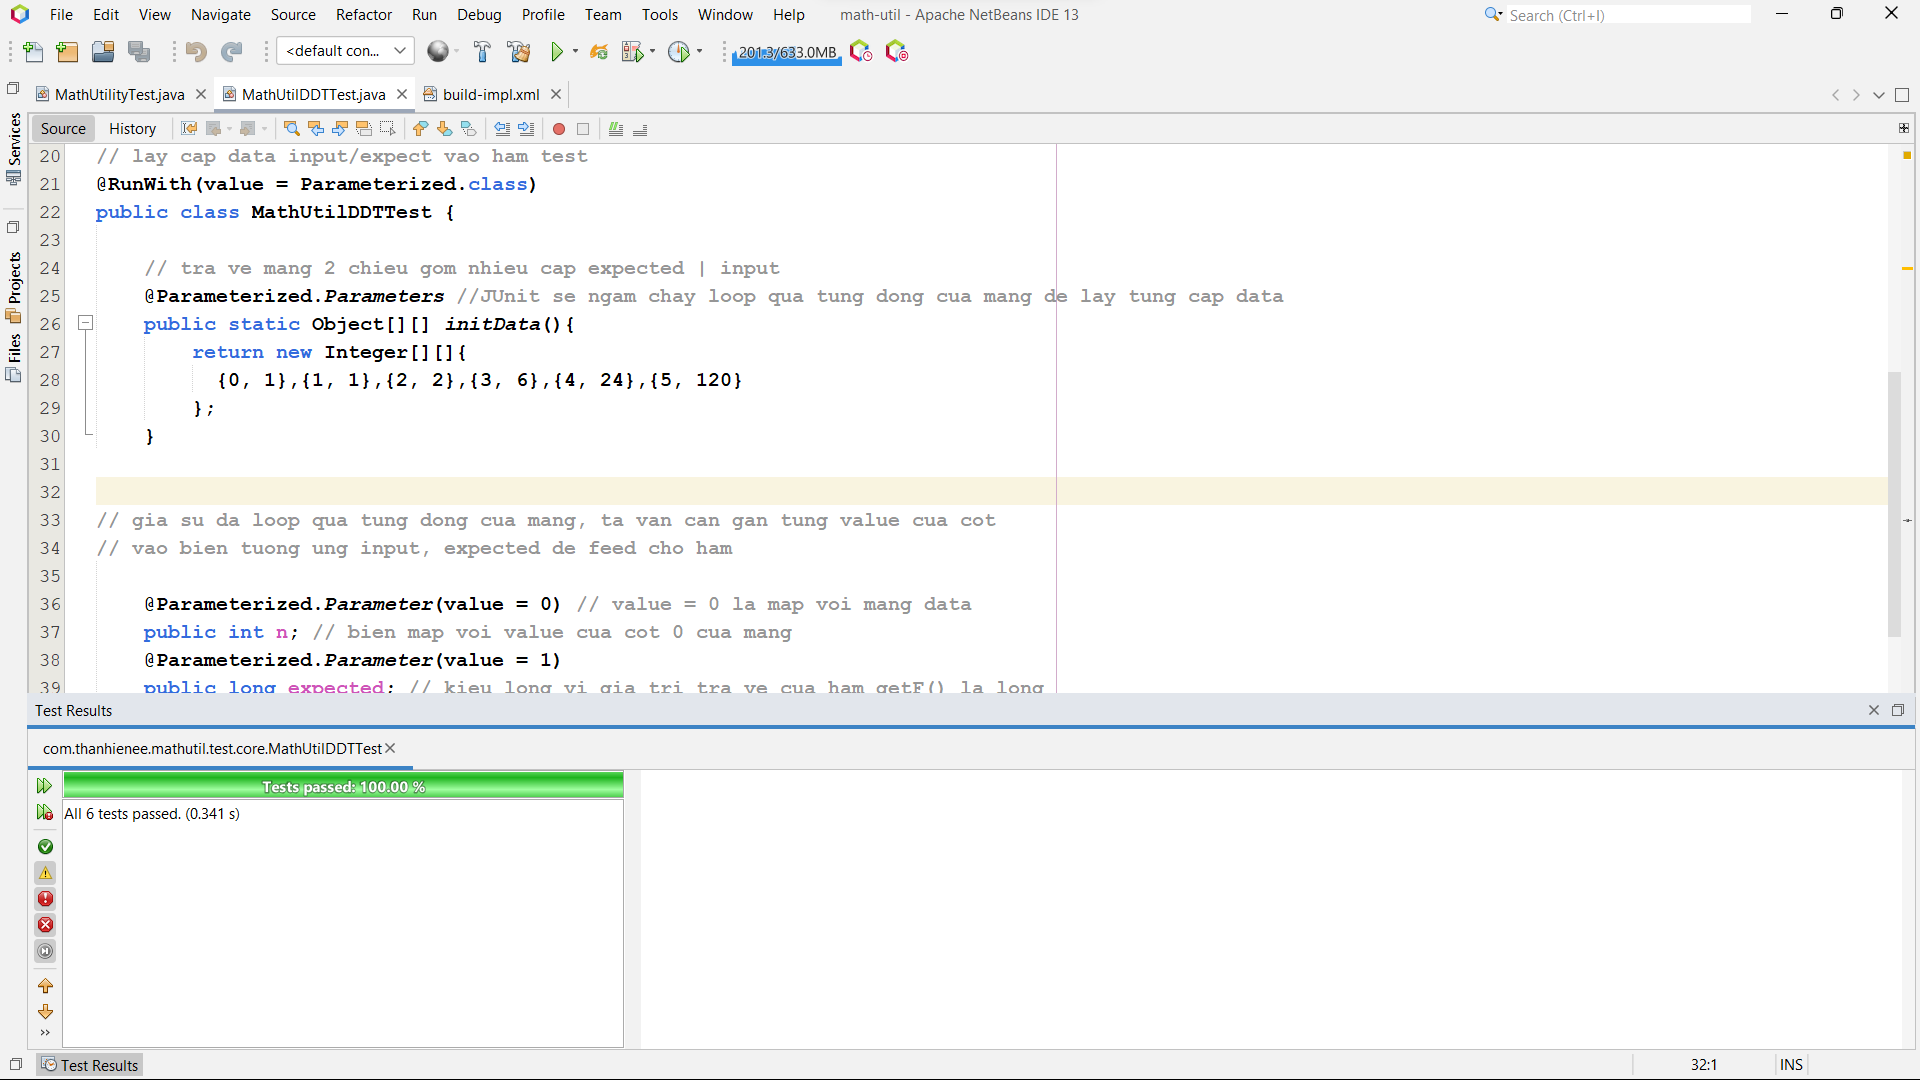 File Edit View Navigate Source Refactor Run Debug Profile Team Tools Window Help math-util - Apache NetBeans IDE 13 Search (Ctrl+I)
<default con... 201.3/633.0MB
MathUtilityTest.java MathUtilDDTTest.java build-impl.xml
Source History
Services
Projects
Files
20 // lay cap data input/expect vao ham test
21 @RunWith(value = Parameterized.class)
22 public class MathUtilDDTTest {
23
24 // tra ve mang 2 chieu gom nhieu cap expected | input
25 @Parameterized.Parameters //JUnit se ngam chay loop qua tung dong cua mang de lay tung cap data
26 public static Object[][] initData(){
27 return new Integer[][]{
28 {0, 1},{1, 1},{2, 2},{3, 6},{4, 24},{5, 120}
29 };
30 }
31
32
33 // gia su da loop qua tung dong cua mang, ta van can gan tung value cua cot
34 // vao bien tuong ung input, expected de feed cho ham
35
36 @Parameterized.Parameter(value = 0) // value = 0 la map voi mang data
37 public int n; // bien map voi value cua cot 0 cua mang
38 @Parameterized.Parameter(value = 1)
39 public long expected; // kieu long vi gia tri tra ve cua ham getF() la long
Test Results
com.thanhienee.mathutil.test.core.MathUtilDDTTest
Tests passed: 100.00 %
All 6 tests passed. (0.341 s)
Test Results 32:1 INS